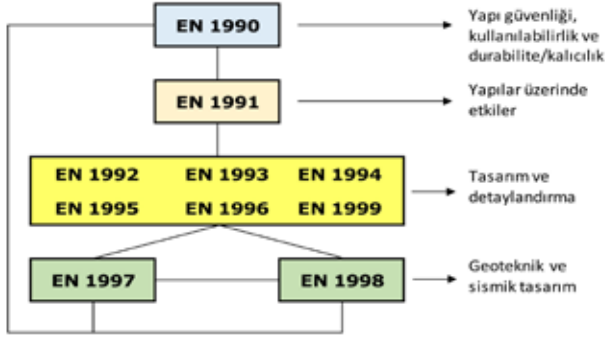 EN 1990
Yapı güvenliği,
kullanılabilirlik ve
durabilite/kalıcılık
EN 1991
Yapılar üzerinde
etkiler
EN 1992 EN 1993 EN 1994
EN 1995 EN 1996 EN 1999
Tasarım ve
detaylandırma
EN 1997 EN 1998
Geoteknik ve
sismik tasarım